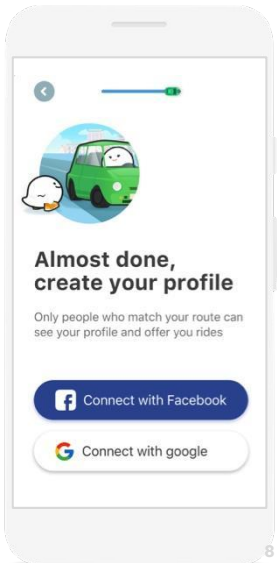 Almost done,
create your profile
Only people who match your route can
see your profile and offer you rides
Connect with Facebook
Connect with google
8